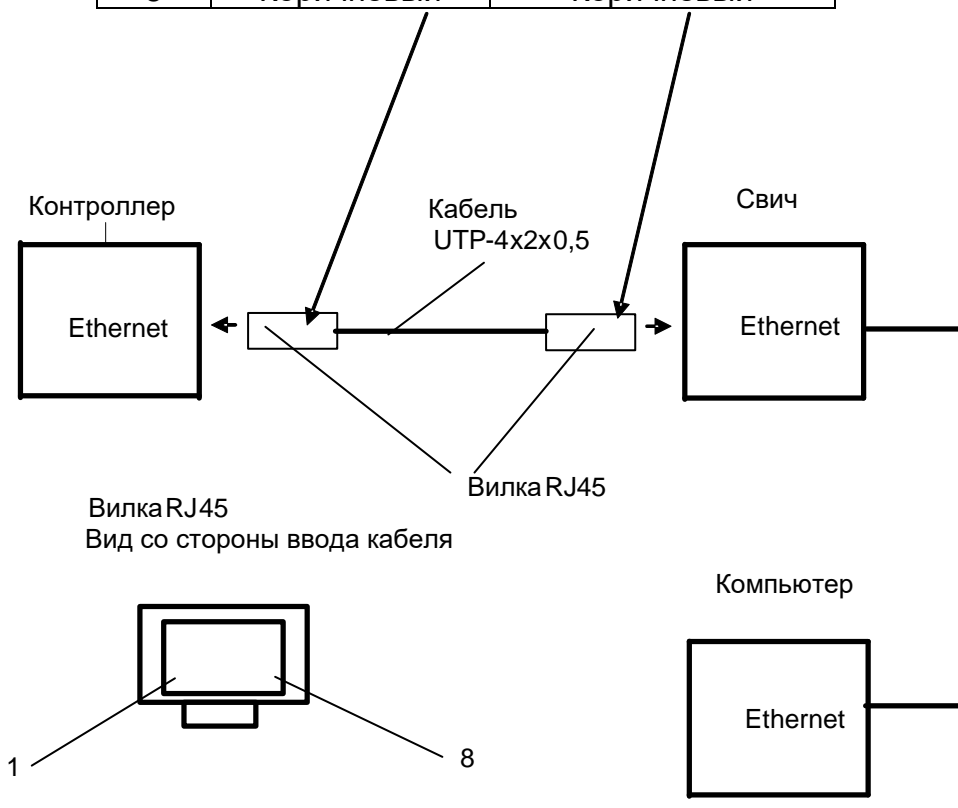 Контроллер
Кабель
UTP-4x2x0,5
Свич
Ethernet
Ethernet
Вилка RJ45
Вилка RJ45
Вид со стороны ввода кабеля
Компьютер
Ethernet
1
8